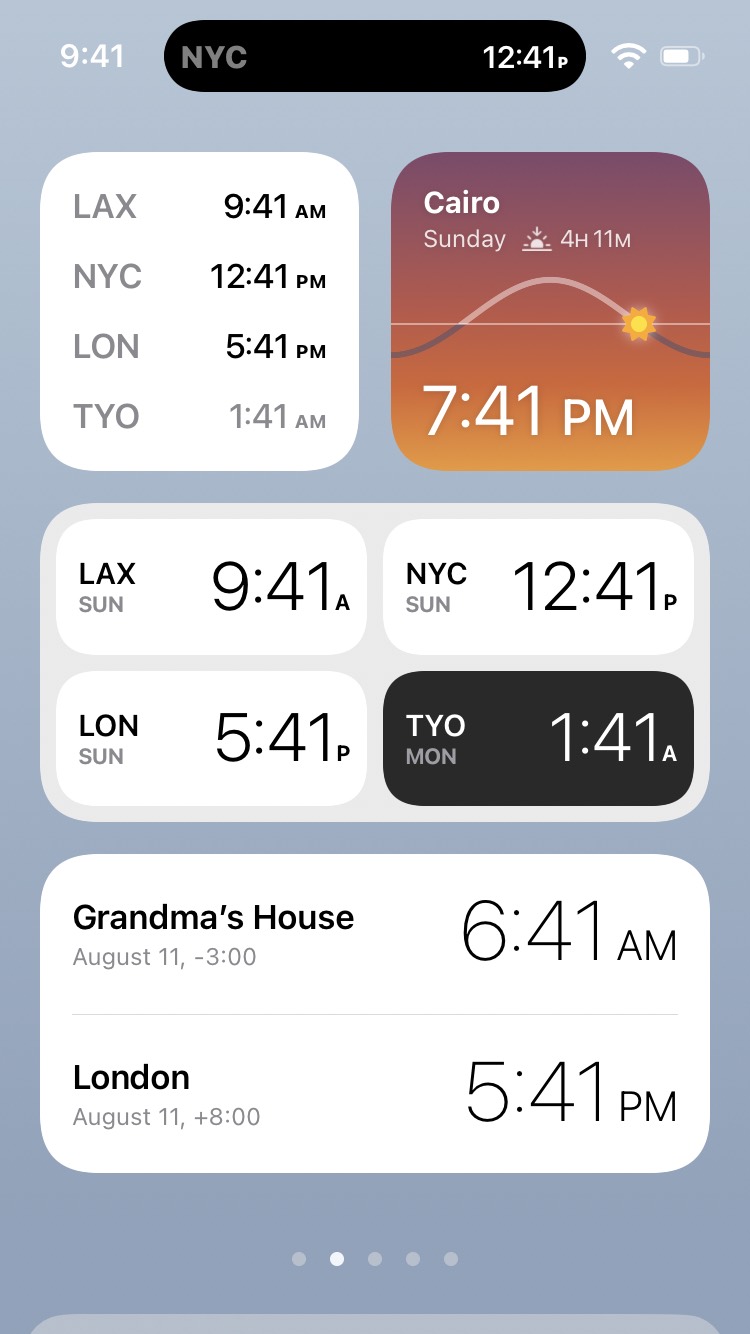 9:41 NYC 12:41P
LAX 9:41 AM
NYC 12:41 PM
LON 5:41 PM
TYO 1:41 AM
Cairo
Sunday 4H 11M
7:41 PM
LAX
SUN
9:41A
NYC
SUN
12:41P
LON
SUN
5:41P
TYO
MON
1:41A
Grandma’s House
August 11, -3:00
6:41 AM
London
August 11, +8:00
5:41 PM